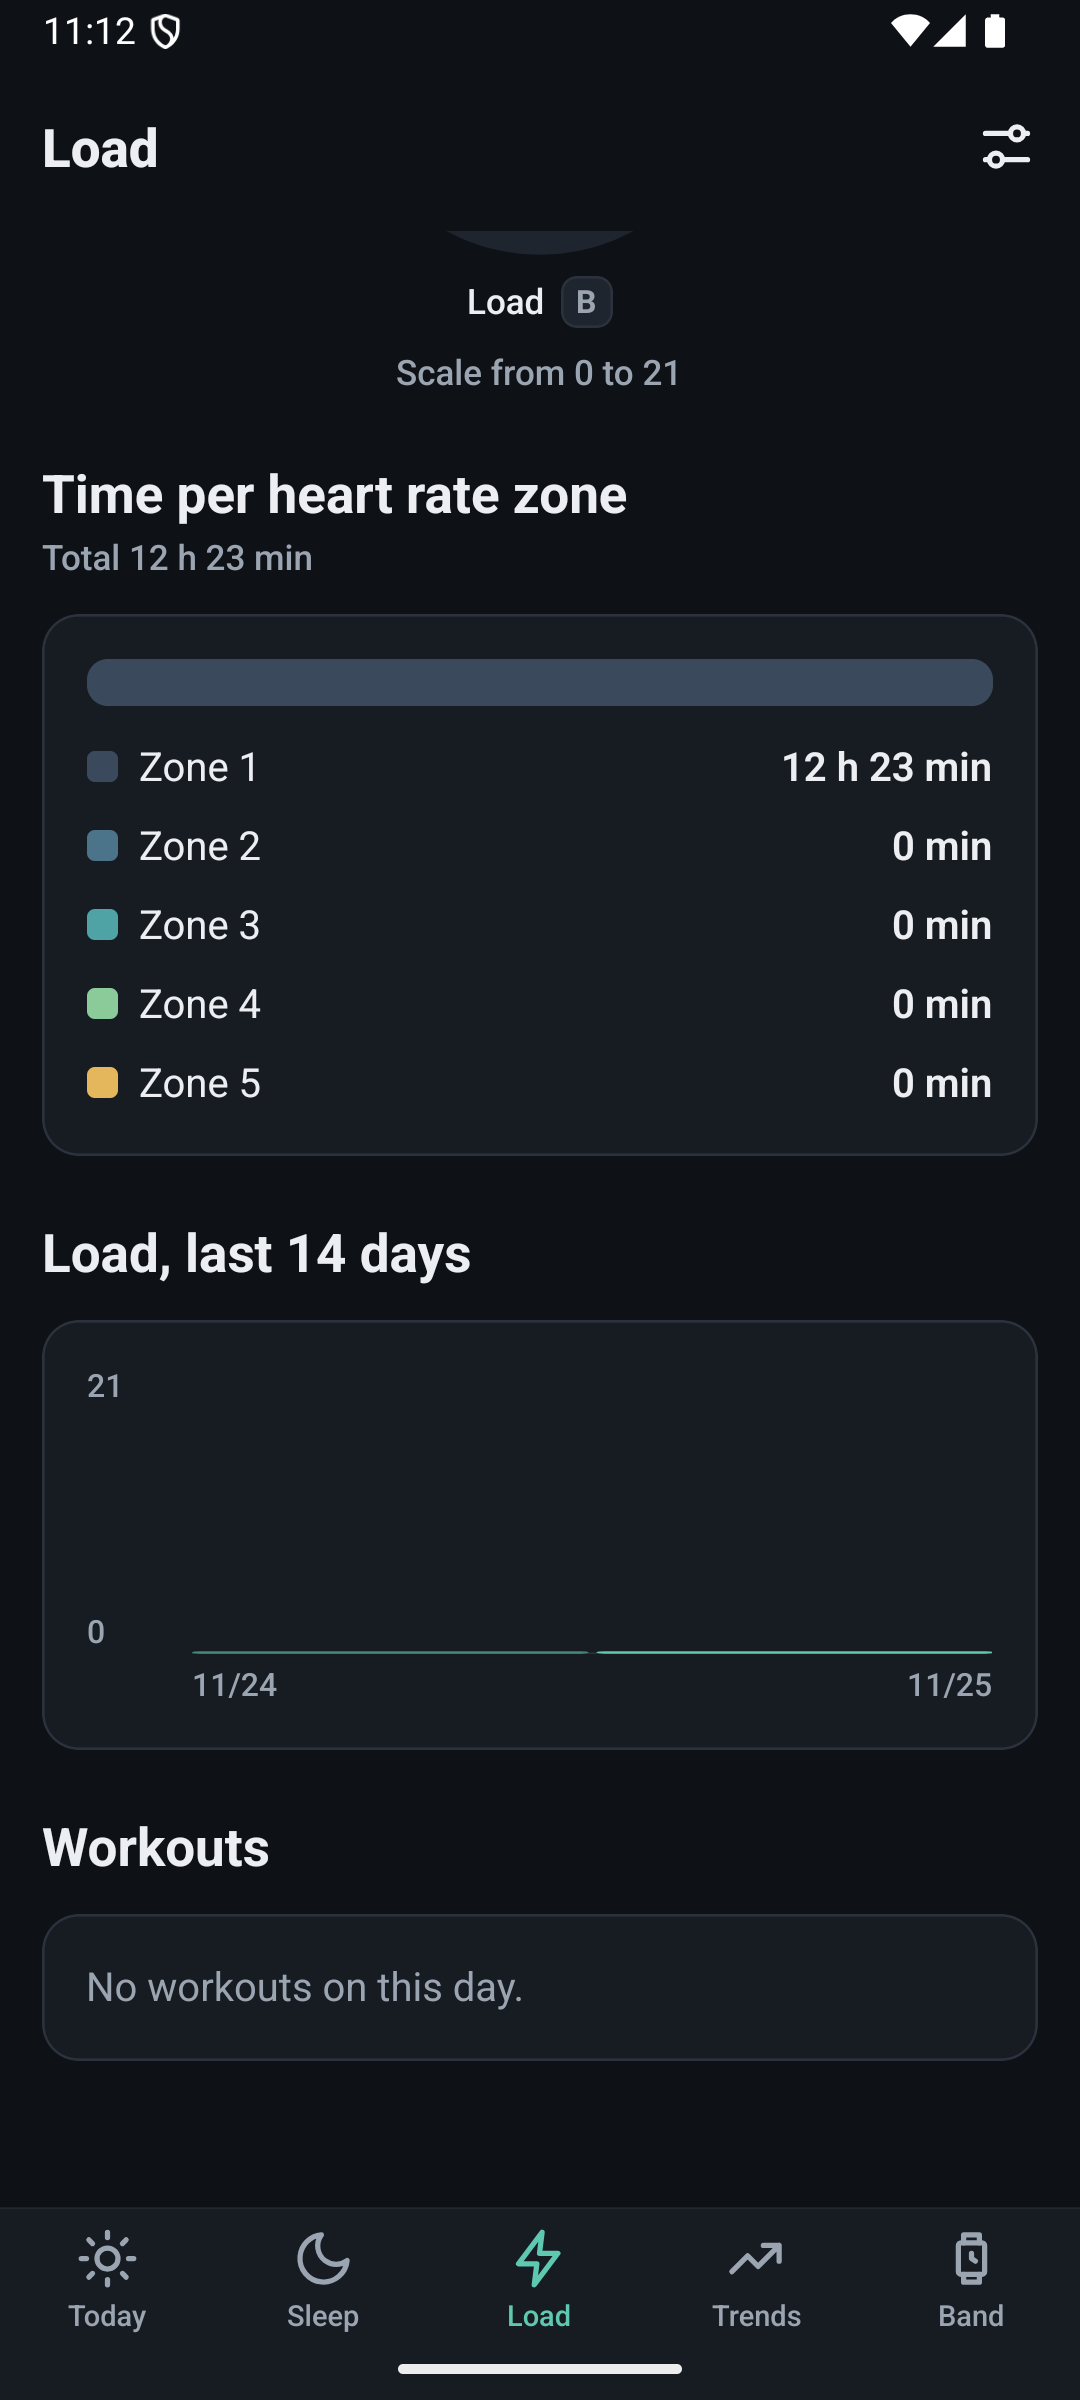 11:12
Load
Load B
Scale from 0 to 21
Time per heart rate zone
Total 12 h 23 min
Zone 1 12 h 23 min
Zone 2 0 min
Zone 3 0 min
Zone 4 0 min
Zone 5 0 min
Load, last 14 days
21
0
11/24 11/25
Workouts
No workouts on this day.
Today Sleep Load Trends Band